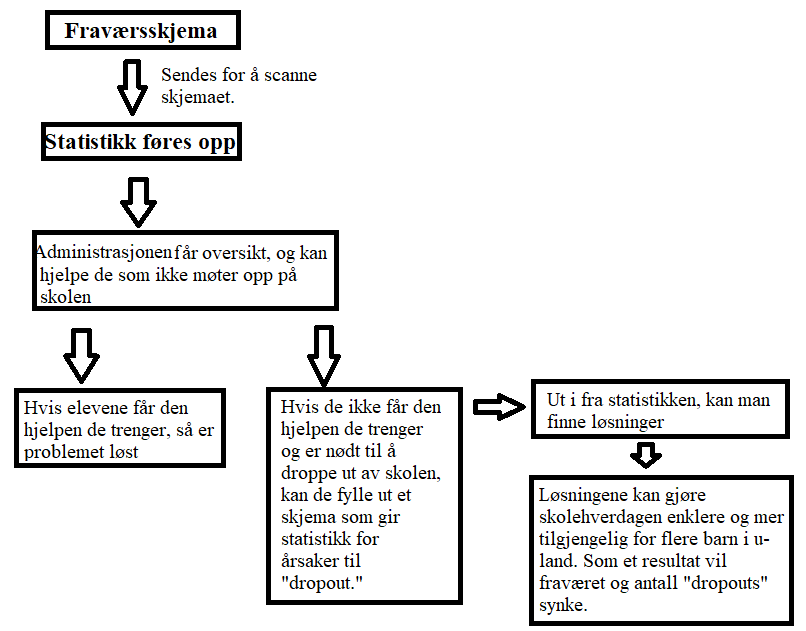 Fraværsskjema
Sendes for å scanne
skjemaet.
Statistikk føres opp
Administrasjonen får oversikt, og kan
hjelpe de som ikke møter opp på
skolen
Hvis elevene får den
hjelpen de trenger, så er
problemet løst
Hvis de ikke får den
hjelpen de trenger
og er nødt til å
droppe ut av skolen,
kan de fylle ut et
skjema som gir
statistikk for
årsaker til
"dropout."
Ut i fra statistikken, kan man
finne løsninger
Løsningene kan gjøre
skolehverdagen enklere og mer
tilgjengelig for flere barn i u-
land. Som et resultat vil
fraværet og antall "dropouts"
synke.